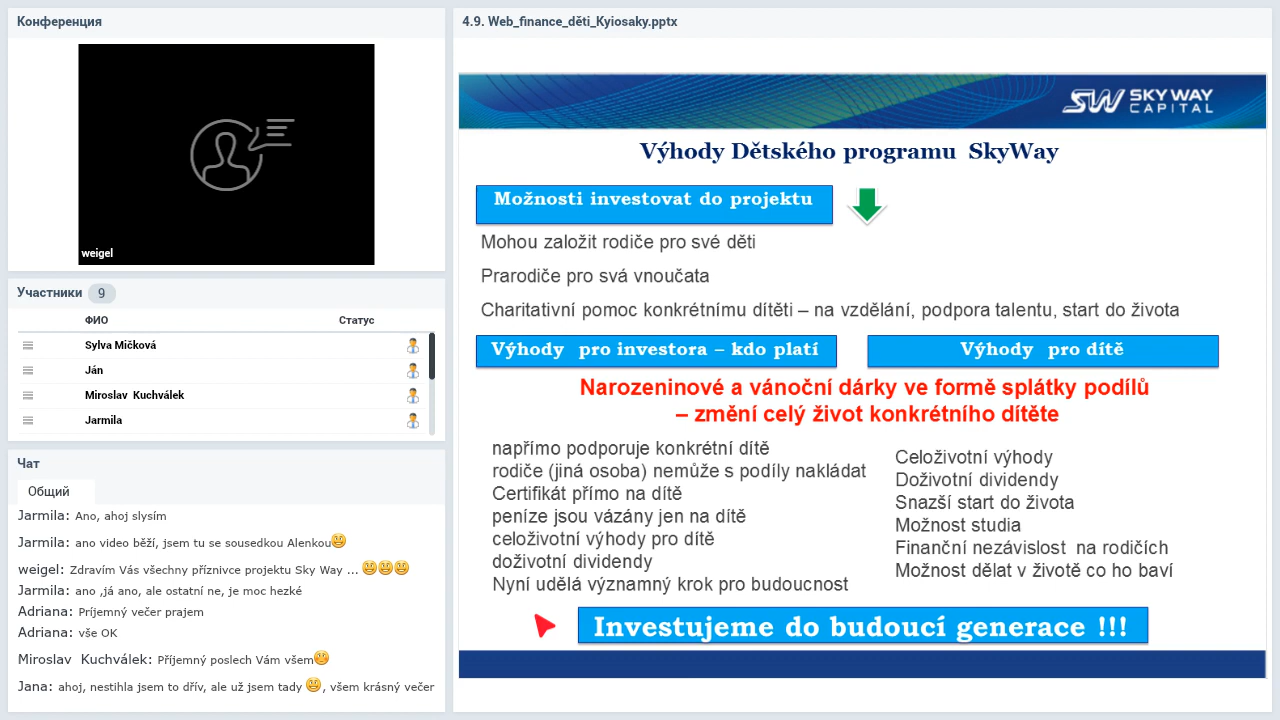 Конференция
weigel
Участники 9
ФИО Статус
Sylva Mičková
Ján
Miroslav Kuchválek
Jarmila
Чат
Общий
Jarmila: Ano, ahoj slysím
Jarmila: ano video běží, jsem tu se sousedkou Alenkou
weigel: Zdravím Vás všechny příznivce projektu Sky Way ...
Jarmila: ano ,já ano, ale ostatní ne, je moc hezké
Adriana: Príjemný večer prajem
Adriana: vše OK
Miroslav Kuchválek: Příjemný poslech Vám všem
Jana: ahoj, nestihla jsem to dřív, ale už jsem tady , všem krásný večer
4.9. Web_finance_děti_Kyiosaky.pptx
SW SKY WAY
CAPITAL
Výhody Dětského programu SkyWay
Možnosti investovat do projektu
Mohou založit rodiče pro své děti
Prarodiče pro svá vnoučata
Charitativní pomoc konkrétnímu dítěti – na vzdělání, podpora talentu, start do života
Výhody pro investora – kdo platí
Výhody pro dítě
Narozeninové a vánoční dárky ve formě splátky podílů
– změní celý život konkrétního dítěte
napřímo podporuje konkrétní dítě
rodiče (jiná osoba) nemůže s podíly nakládat
Certifikát přímo na dítě
peníze jsou vázány jen na dítě
celoživotní výhody pro dítě
doživotní dividendy
Nyní udělá významný krok pro budoucnost
Celoživotní výhody
Doživotní dividendy
Snazší start do života
Možnost studia
Finanční nezávislost na rodičích
Možnost dělat v životě co ho baví
Investujeme do budoucí generace !!!